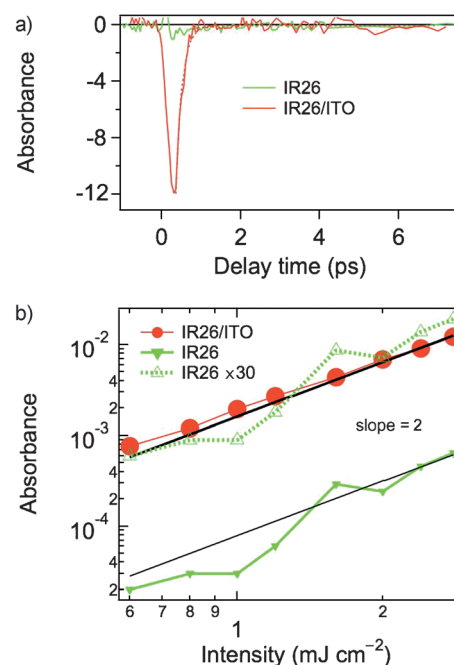 a)
Absorbance
0
-4
-8
-12
IR26
IR26/ITO
0 2 4 6
Delay time (ps)
b)
Absorbance
IR26/ITO
IR26
IR26 ×30
slope = 2
10⁻²
4
2
10⁻³
4
2
10⁻⁴
4
2
6 7 8 9 1 2
Intensity (mJ cm⁻²)